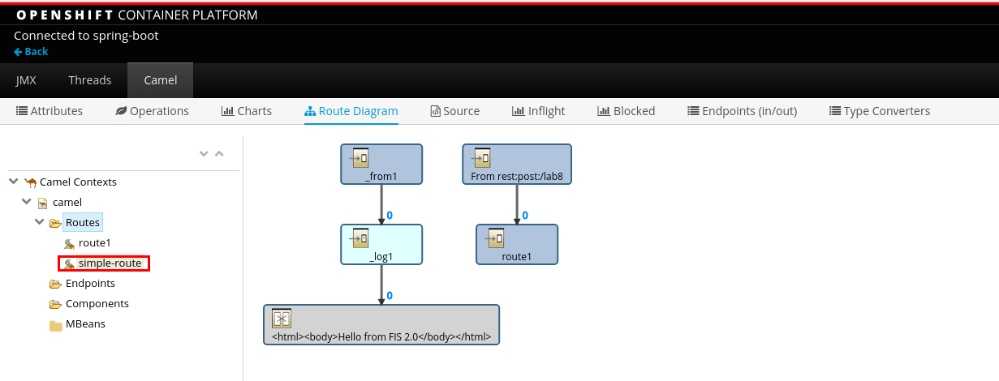 OPENSHIFT CONTAINER PLATFORM
Connected to spring-boot
Back
JMX Threads Camel
Attributes Operations Charts Route Diagram Source Inflight Blocked Endpoints (in/out) Type Converters
Camel Contexts
camel
Routes
route1
simple-route
Endpoints
Components
MBeans
_from1
From rest:post:/lab8
0
0
_log1
route1
0
<html><body>Hello from FIS 2.0</body></html>